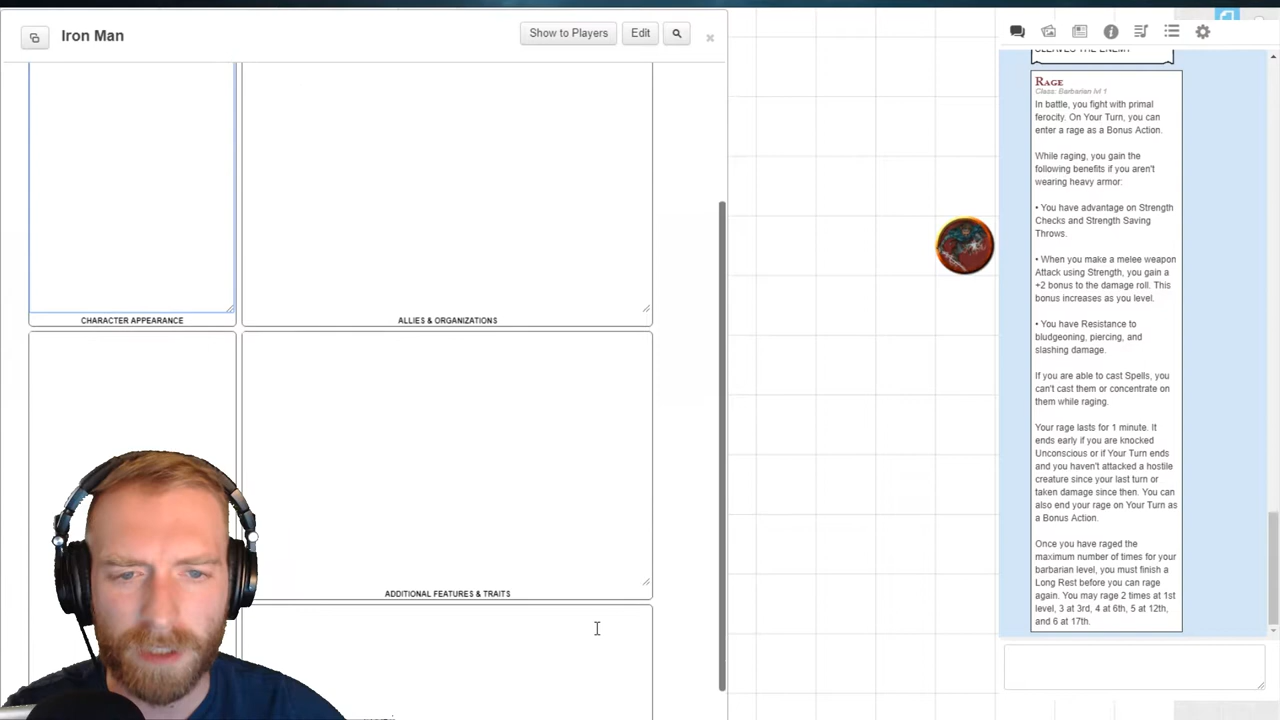 Iron Man
Show to Players
Edit
CHARACTER APPEARANCE
ALLIES & ORGANIZATIONS
ADDITIONAL FEATURES & TRAITS
CLEAVES THE ENEMY
RAGE
Class: Barbarian lvl 1
In battle, you fight with primal
ferocity. On Your Turn, you can
enter a rage as a Bonus Action.
While raging, you gain the
following benefits if you aren't
wearing heavy armor:
• You have advantage on Strength
Checks and Strength Saving
Throws.
• When you make a melee weapon
Attack using Strength, you gain a
+2 bonus to the damage roll. This
bonus increases as you level.
• You have Resistance to
bludgeoning, piercing, and
slashing damage.
If you are able to cast Spells, you
can't cast them or concentrate on
them while raging.
Your rage lasts for 1 minute. It
ends early if you are knocked
Unconscious or if Your Turn ends
and you haven't attacked a hostile
creature since your last turn or
taken damage since then. You can
also end your rage on Your Turn as
a Bonus Action.
Once you have raged the
maximum number of times for your
barbarian level, you must finish a
Long Rest before you can rage
again. You may rage 2 times at 1st
level, 3 at 3rd, 4 at 6th, 5 at 12th,
and 6 at 17th.